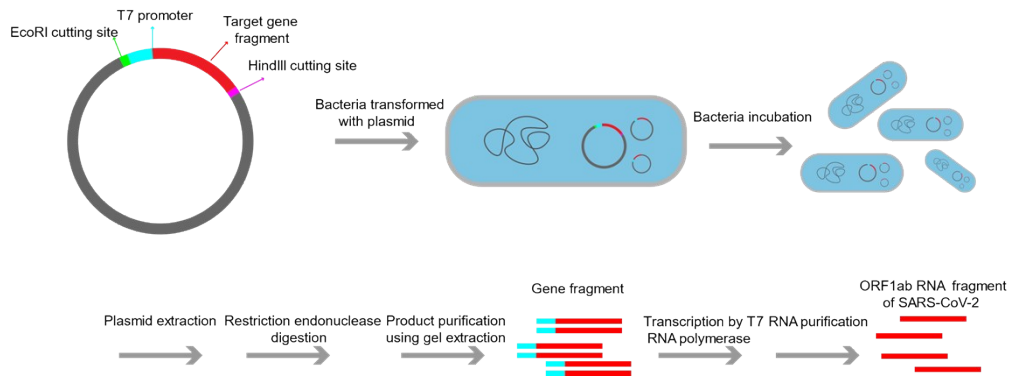 EcoRI cutting site
T7 promoter
Target gene
fragment
HindIII cutting site
Bacteria transformed
with plasmid
Bacteria incubation
Plasmid extraction
Restriction endonuclease
digestion
Product purification
using gel extraction
Gene fragment
Transcription by T7
RNA polymerase
RNA purification
ORF1ab RNA fragment
of SARS-CoV-2